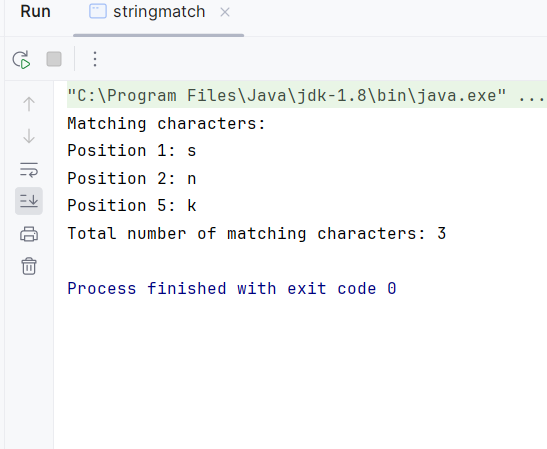 Run stringmatch
"C:\Program Files\Java\jdk-1.8\bin\java.exe" ...
Matching characters:
Position 1: s
Position 2: n
Position 5: k
Total number of matching characters: 3
Process finished with exit code 0